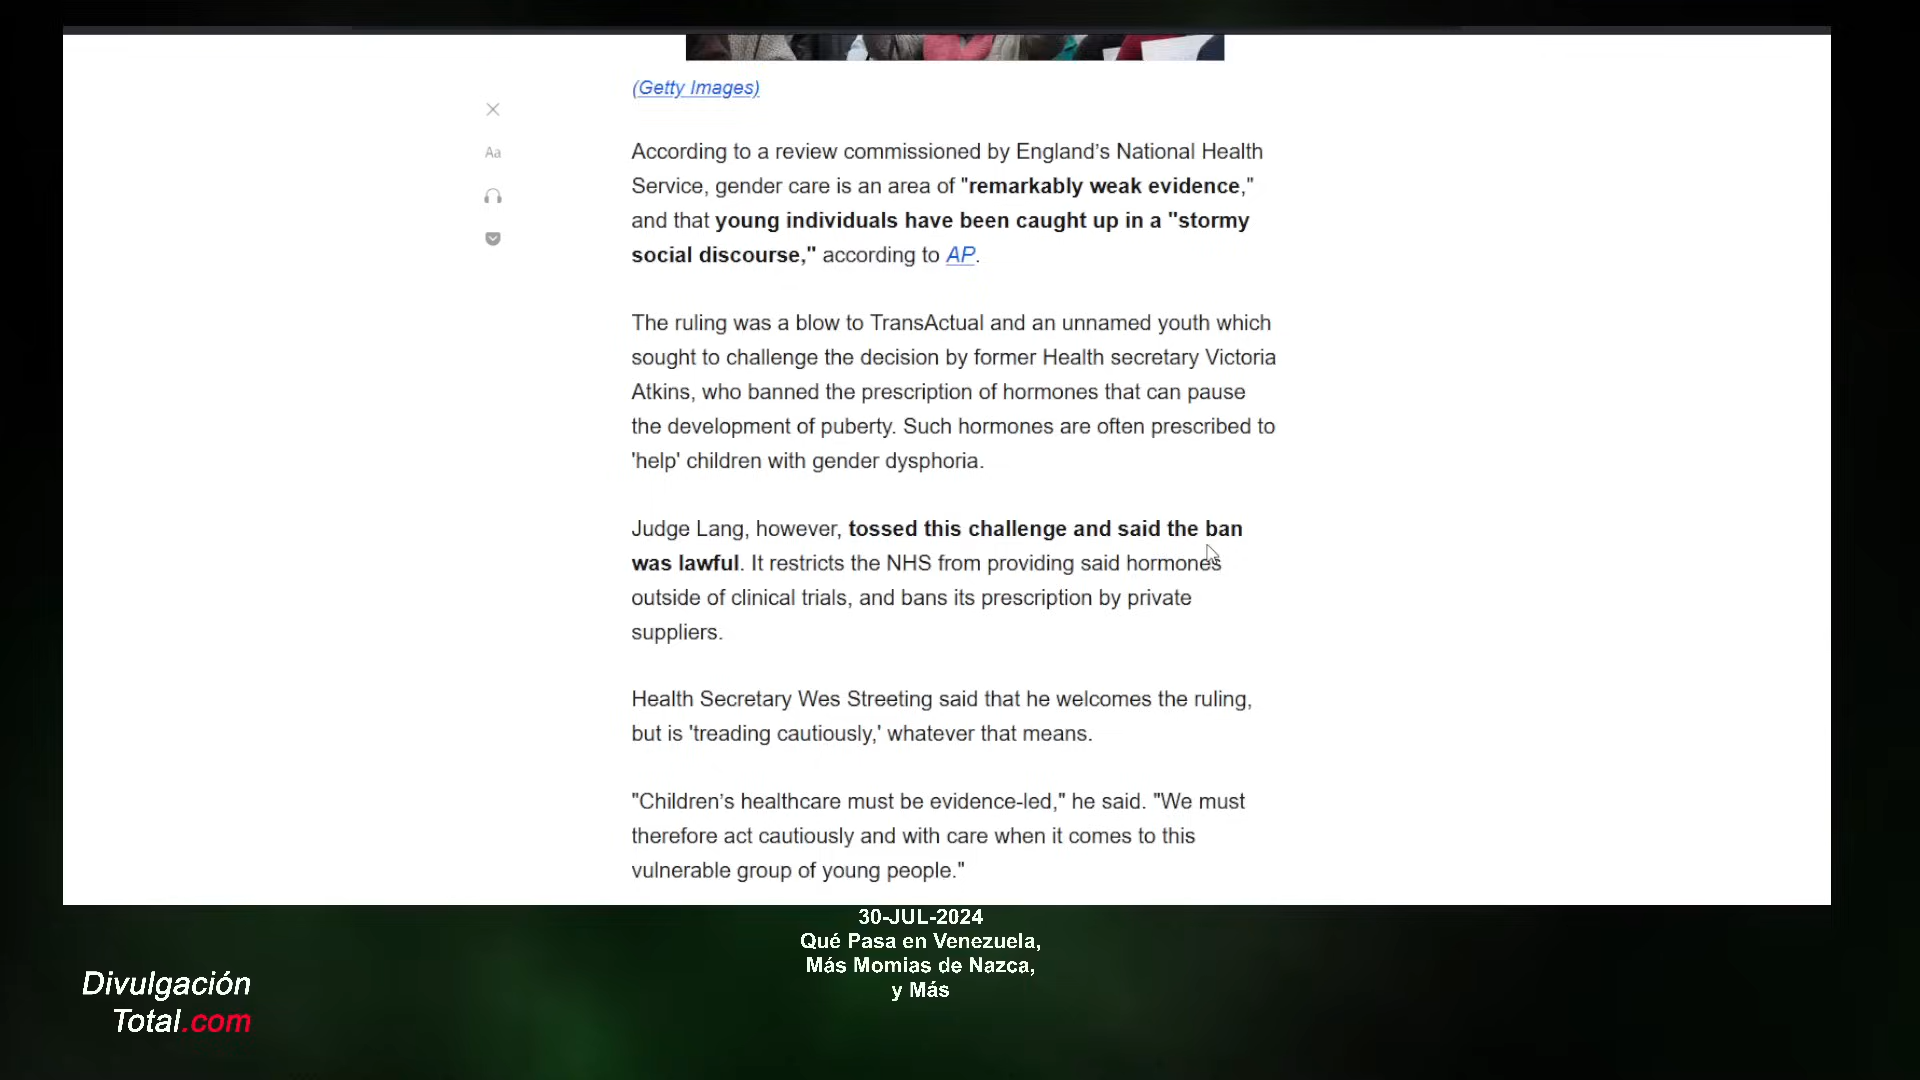 (Getty Images)
Aa
According to a review commissioned by England’s National Health
Service, gender care is an area of "remarkably weak evidence,"
and that young individuals have been caught up in a "stormy
social discourse," according to AP.
The ruling was a blow to TransActual and an unnamed youth which
sought to challenge the decision by former Health secretary Victoria
Atkins, who banned the prescription of hormones that can pause
the development of puberty. Such hormones are often prescribed to
'help' children with gender dysphoria.
Judge Lang, however, tossed this challenge and said the ban
was lawful. It restricts the NHS from providing said hormones
outside of clinical trials, and bans its prescription by private
suppliers.
Health Secretary Wes Streeting said that he welcomes the ruling,
but is 'treading cautiously,' whatever that means.
"Children’s healthcare must be evidence-led," he said. "We must
therefore act cautiously and with care when it comes to this
vulnerable group of young people."
30-JUL-2024
Qué Pasa en Venezuela,
Más Momias de Nazca,
y Más
Divulgación
Total.com